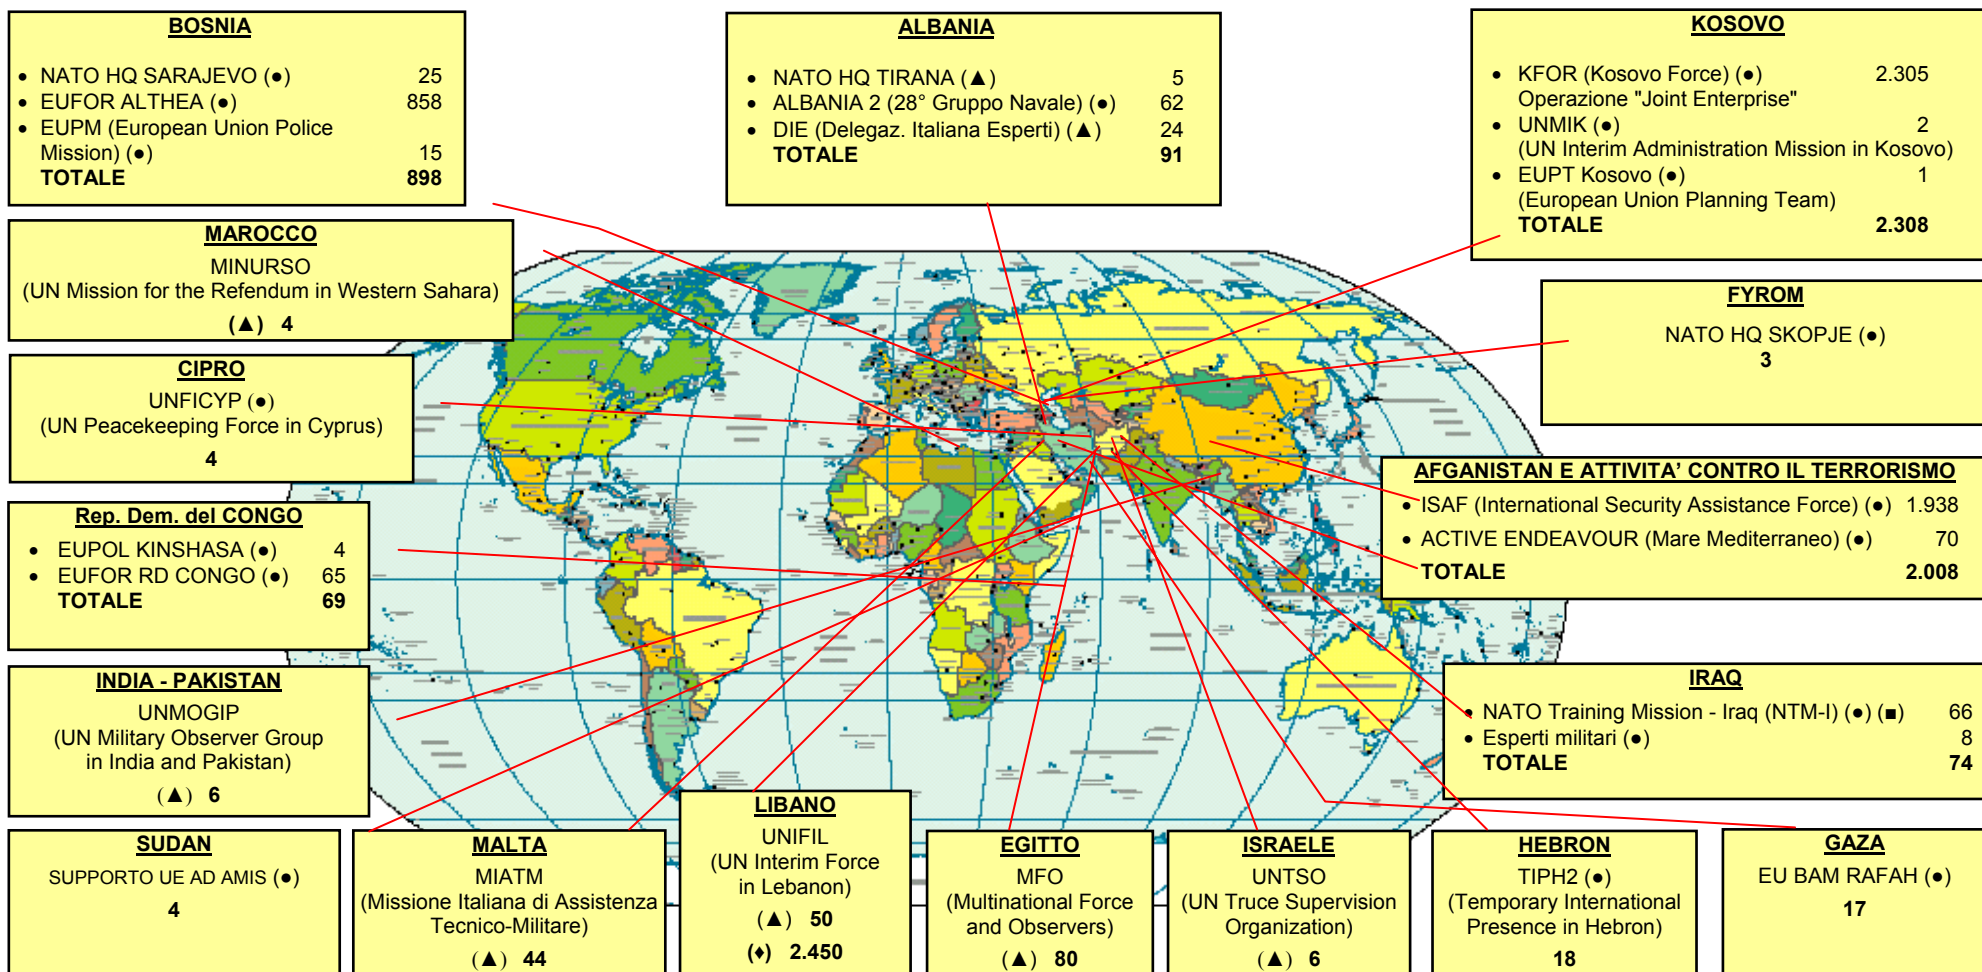 BOSNIA
• NATO HQ SARAJEVO (●) 25
• EUFOR ALTHEA (●) 858
• EUPM (European Union Police
Mission) (●) 15
TOTALE 898
ALBANIA
• NATO HQ TIRANA (▲) 5
• ALBANIA 2 (28° Gruppo Navale) (●) 62
• DIE (Delegaz. Italiana Esperti) (▲) 24
TOTALE 91
KOSOVO
• KFOR (Kosovo Force) (●) 2.305
Operazione "Joint Enterprise"
• UNMIK (●) 2
(UN Interim Administration Mission in Kosovo)
• EUPT Kosovo (●) 1
(European Union Planning Team)
TOTALE 2.308
MAROCCO
MINURSO
(UN Mission for the Refendum in Western Sahara)
(▲) 4
FYROM
NATO HQ SKOPJE (●)
3
CIPRO
UNFICYP (●)
(UN Peacekeeping Force in Cyprus)
4
AFGANISTAN E ATTIVITA' CONTRO IL TERRORISMO
• ISAF (International Security Assistance Force) (●) 1.938
• ACTIVE ENDEAVOUR (Mare Mediterraneo) (●) 70
TOTALE 2.008
Rep. Dem. del CONGO
• EUPOL KINSHASA (●) 4
• EUFOR RD CONGO (●) 65
TOTALE 69
INDIA - PAKISTAN
UNMOGIP
(UN Military Observer Group
in India and Pakistan)
(▲) 6
IRAQ
• NATO Training Mission - Iraq (NTM-I) (●) (■) 66
• Esperti militari (●) 8
TOTALE 74
SUDAN
SUPPORTO UE AD AMIS (●)
4
MALTA
MIATM
(Missione Italiana di Assistenza
Tecnico-Militare)
(▲) 44
LIBANO
UNIFIL
(UN Interim Force
in Lebanon)
(▲) 50
(♦) 2.450
EGITTO
MFO
(Multinational Force
and Observers)
(▲) 80
ISRAELE
UNTSO
(UN Truce Supervision
Organization)
(▲) 6
HEBRON
TIPH2 (●)
(Temporary International
Presence in Hebron)
18
GAZA
EU BAM RAFAH (●)
17